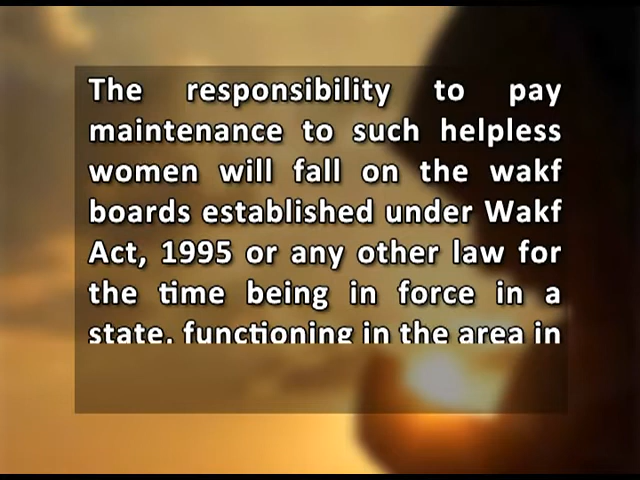 The responsibility to pay
maintenance to such helpless
women will fall on the wakf
boards established under Wakf
Act, 1995 or any other law for
the time being in force in a
state. functioning in the area in